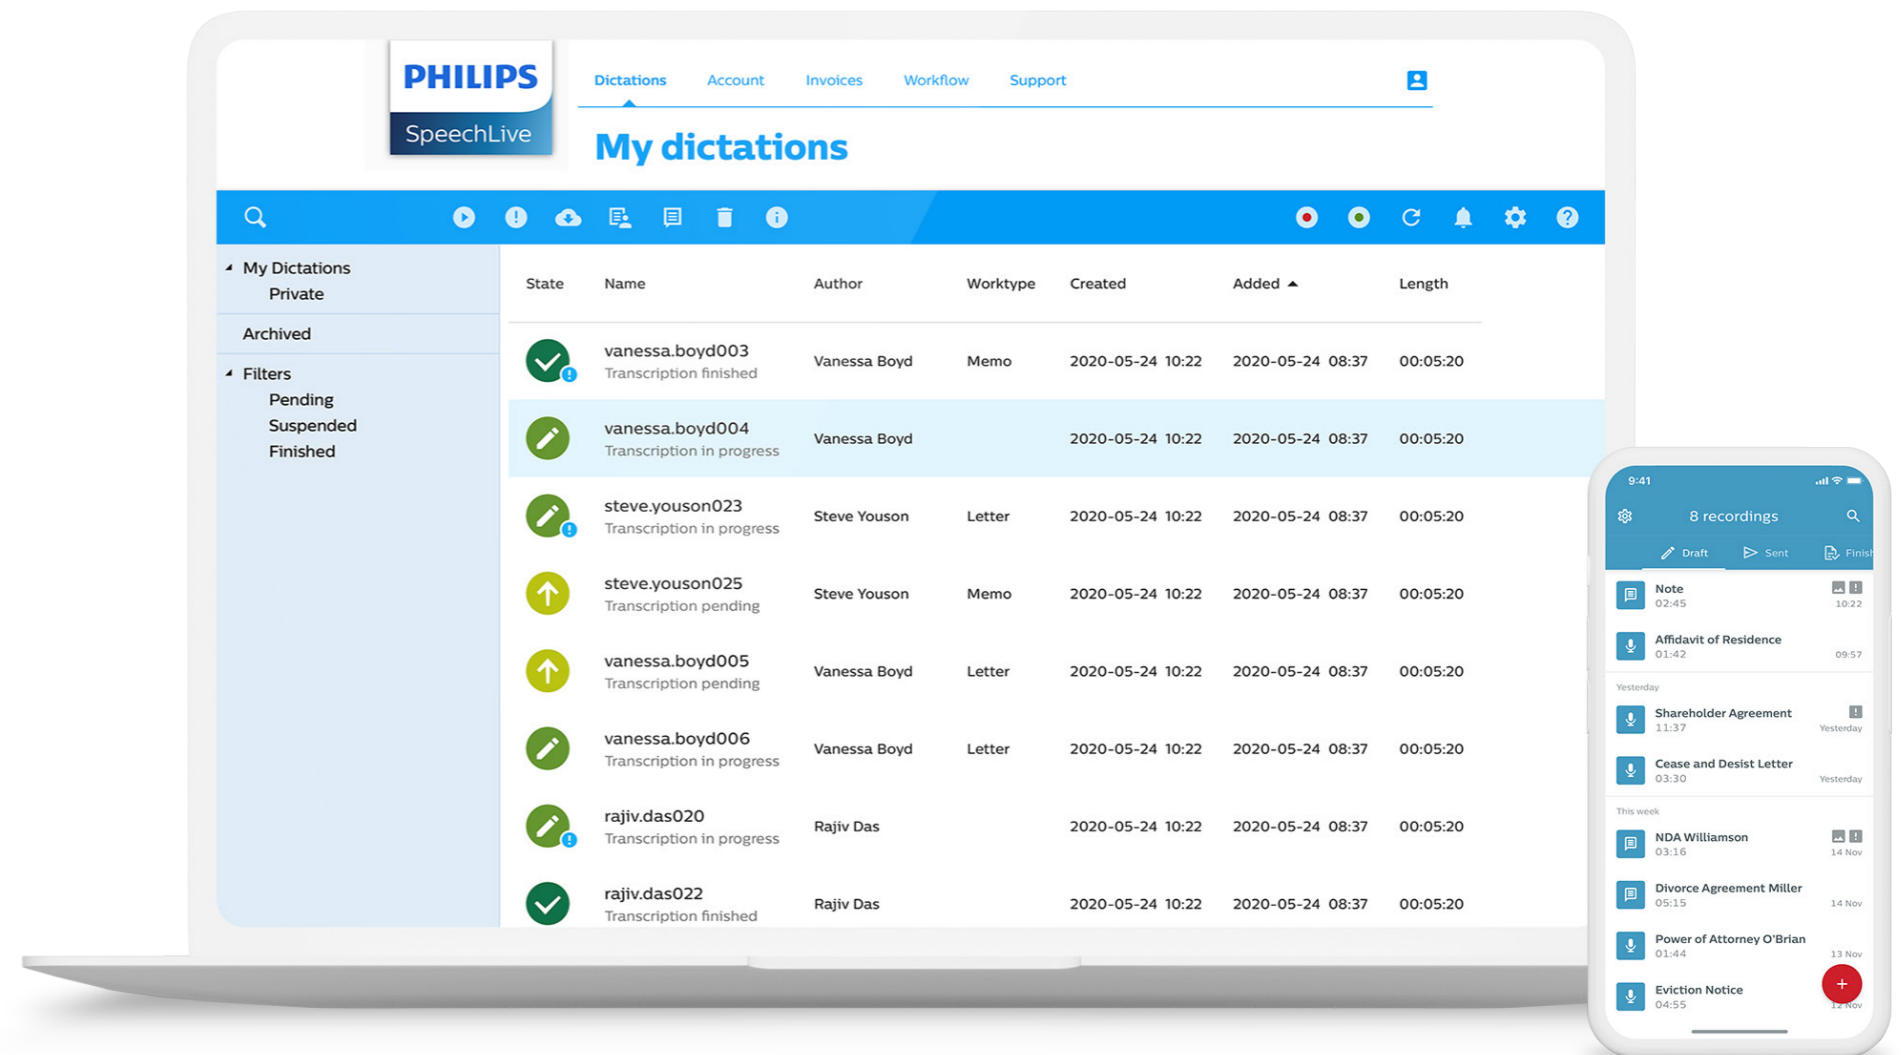 PHILIPS
SpeechLive
Dictations Account Invoices Workflow Support
My dictations
My Dictations
Private
Archived
Filters
Pending
Suspended
Finished
State Name Author Worktype Created Added Length
vanessa.boyd003
Transcription finished
Vanessa Boyd Memo 2020-05-24 10:22 2020-05-24 08:37 00:05:20
vanessa.boyd004
Transcription in progress
Vanessa Boyd 2020-05-24 10:22 2020-05-24 08:37 00:05:20
steve.youson023
Transcription in progress
Steve Youson Letter 2020-05-24 10:22 2020-05-24 08:37 00:05:20
steve.youson025
Transcription pending
Steve Youson Memo 2020-05-24 10:22 2020-05-24 08:37 00:05:20
vanessa.boyd005
Transcription pending
Vanessa Boyd Letter 2020-05-24 10:22 2020-05-24 08:37 00:05:20
vanessa.boyd006
Transcription in progress
Vanessa Boyd Letter 2020-05-24 10:22 2020-05-24 08:37 00:05:20
rajiv.das020
Transcription in progress
Rajiv Das 2020-05-24 10:22 2020-05-24 08:37 00:05:20
rajiv.das022
Transcription finished
Rajiv Das 2020-05-24 10:22 2020-05-24 08:37 00:05:20
9:41
8 recordings
Draft Sent Finish
Note
02:45 10:22
Affidavit of Residence
01:42 09:57
Yesterday
Shareholder Agreement
11:37 Yesterday
Cease and Desist Letter
03:30 Yesterday
This week
NDA Williamson
03:16 14 Nov
Divorce Agreement Miller
05:15 14 Nov
Power of Attorney O'Brian
01:44 13 Nov
Eviction Notice
04:55 12 Nov